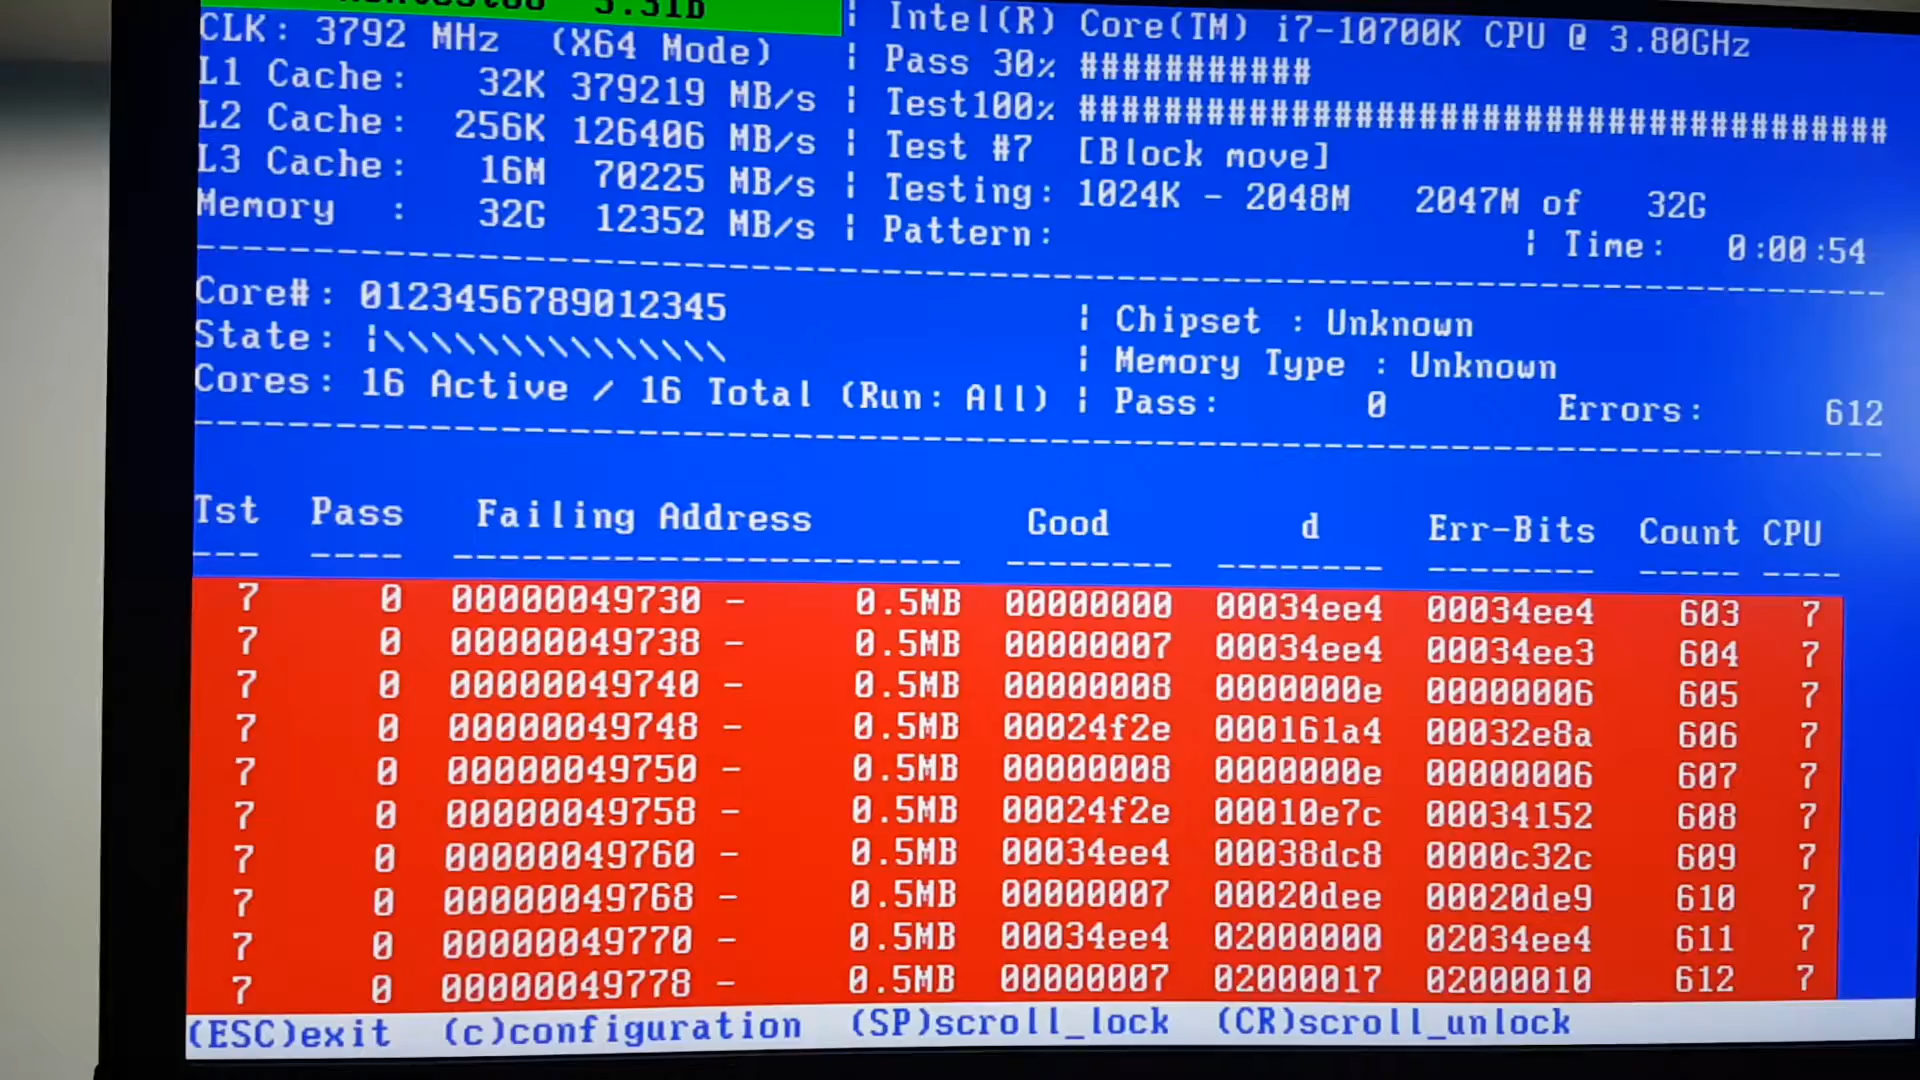 5.31b
CLK: 3792 MHz (X64 Mode) | Intel(R) Core(TM) i7-10700K CPU @ 3.80GHz
L1 Cache: 32K 379219 MB/s | Pass 30% ###########
L2 Cache: 256K 126406 MB/s | Test100% #######################################
L3 Cache: 16M 70225 MB/s | Test #7 [Block move]
Memory : 32G 12352 MB/s | Testing: 1024K - 2048M 2047M of 32G
| Pattern: | Time: 0:00:54
Core#: 0123456789012345 | Chipset : Unknown
State: |\\\\\\\\\\\\\\\ | Memory Type : Unknown
Cores: 16 Active / 16 Total (Run: All) | Pass: 0 Errors: 612
Tst Pass Failing Address Good d Err-Bits Count CPU
7 0 00000049730 - 0.5MB 00000000 00034ee4 00034ee4 603 7
7 0 00000049738 - 0.5MB 00000007 00034ee4 00034ee3 604 7
7 0 00000049740 - 0.5MB 00000008 0000000e 00000006 605 7
7 0 00000049748 - 0.5MB 00024f2e 000161a4 00032e8a 606 7
7 0 00000049750 - 0.5MB 00000008 0000000e 00000006 607 7
7 0 00000049758 - 0.5MB 00024f2e 00010e7c 00034152 608 7
7 0 00000049760 - 0.5MB 00034ee4 00038dc8 0000c32c 609 7
7 0 00000049768 - 0.5MB 00000007 00020dee 00020de9 610 7
7 0 00000049770 - 0.5MB 00034ee4 02000000 02034ee4 611 7
7 0 00000049778 - 0.5MB 00000007 02000017 02000010 612 7
(ESC)exit (c)configuration (SP)scroll_lock (CR)scroll_unlock